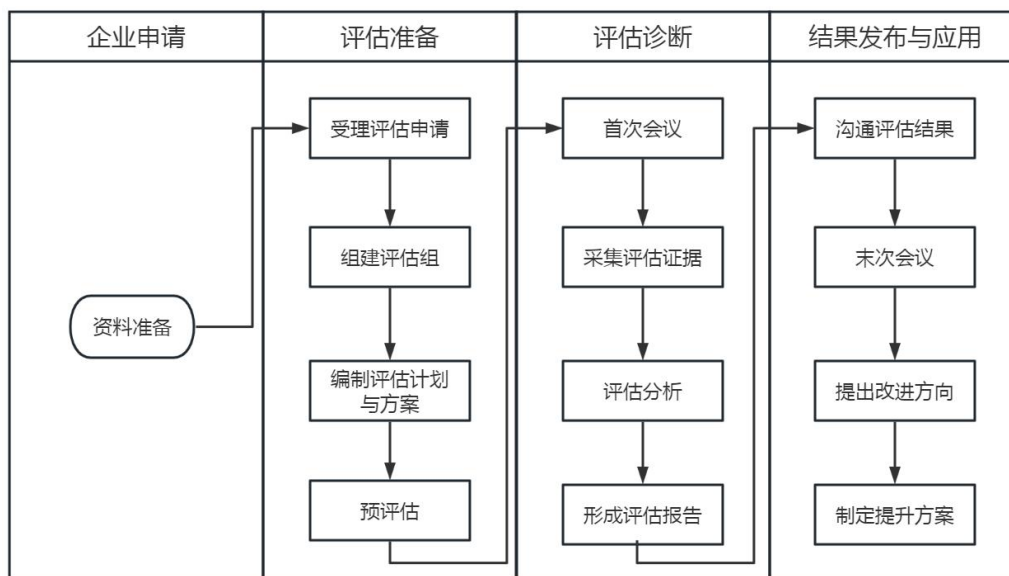 企业申请
评估准备
评估诊断
结果发布与应用
资料准备
受理评估申请
组建评估组
编制评估计划
与方案
预评估
首次会议
采集评估证据
评估分析
形成评估报告
沟通评估结果
末次会议
提出改进方向
制定提升方案